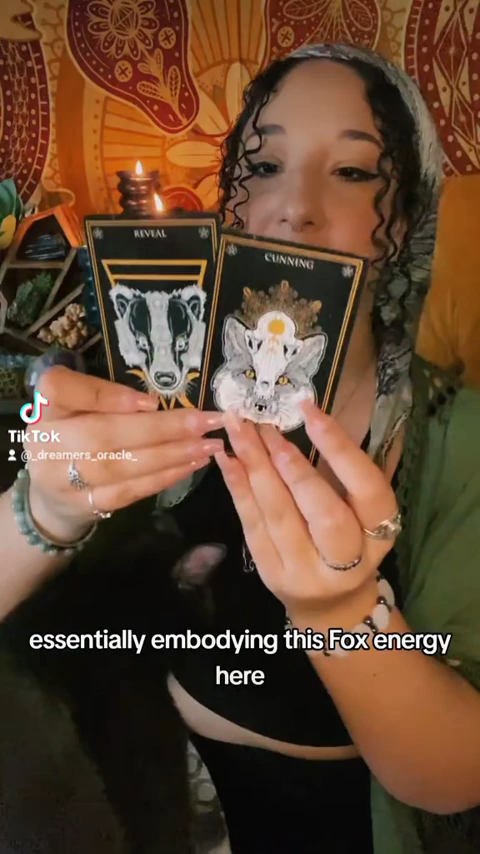 REVEAL
CUNNING
TikTok
@_dreamers_oracle_
essentially embodying this Fox energy
here